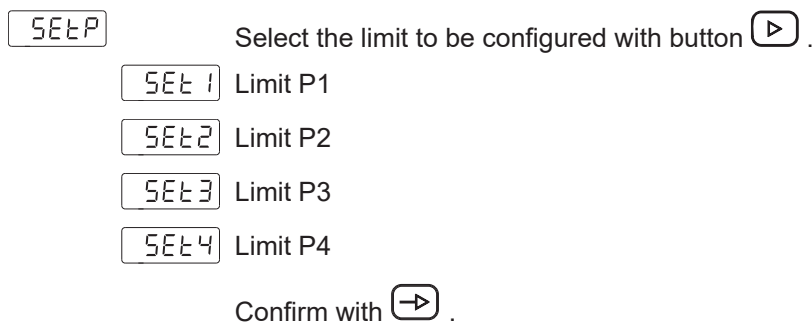 SEtP Select the limit to be configured with button .
SEt 1 Limit P1
SEt2 Limit P2
SEt3 Limit P3
SEt4 Limit P4
Confirm with .